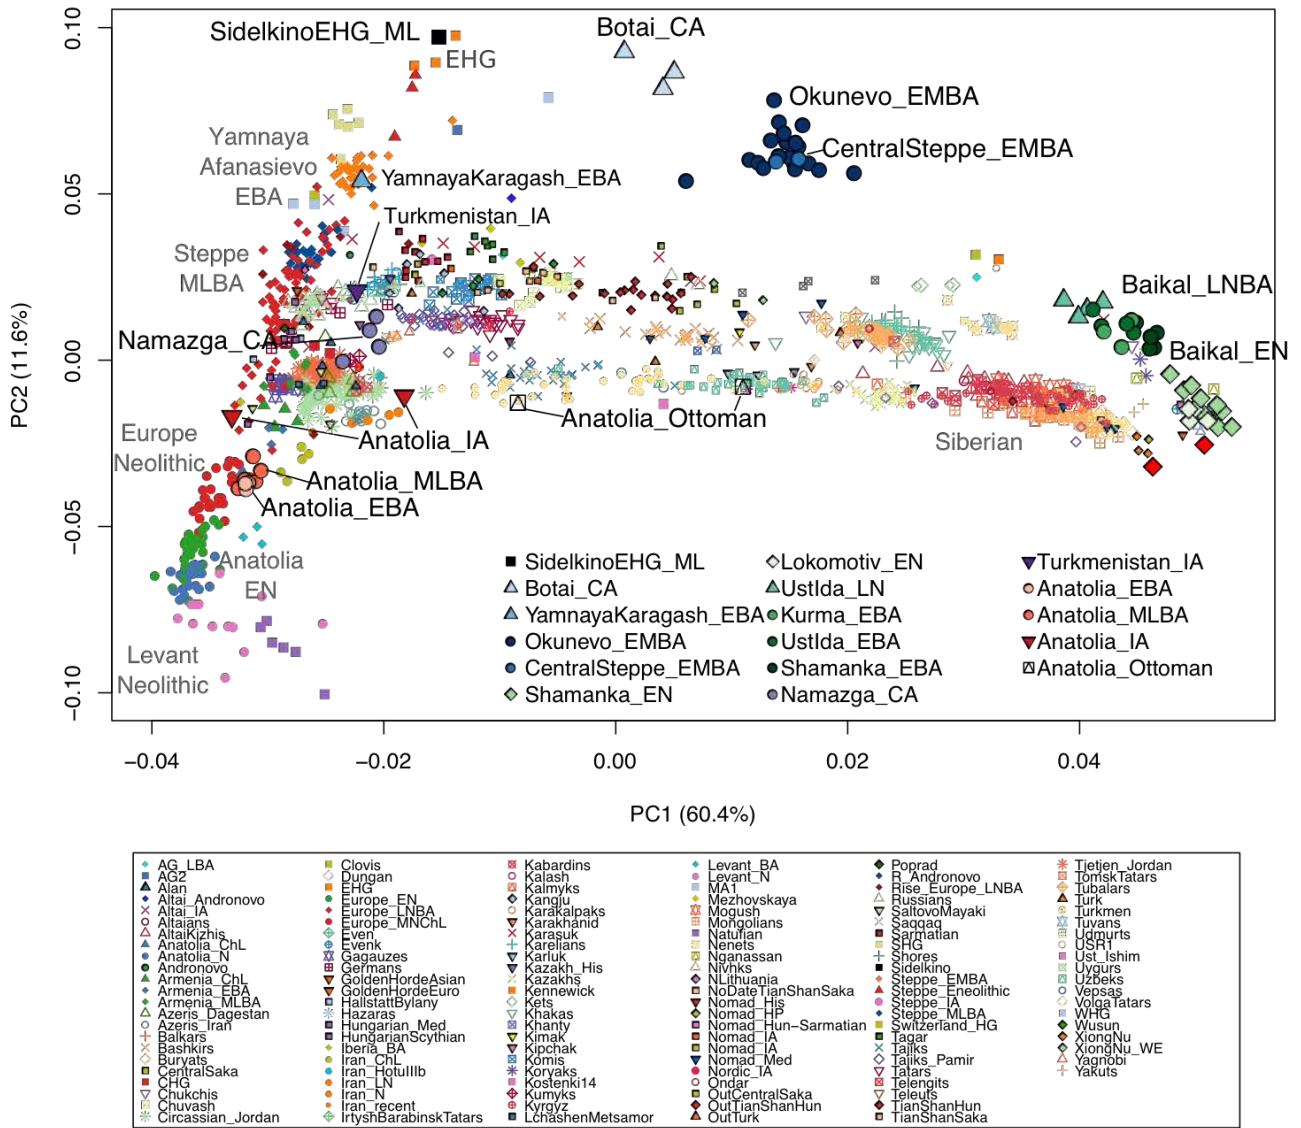 SidelkinoEHG_ML
EHG
Botai_CA
Okunevo_EMBA
CentralSteppe_EMBA
Yamnaya
Afanasievo
EBA
YamnayaKaragash_EBA
Turkmenistan_IA
Steppe
MLBA
Namazga_CA
Baikal_LNBA
Baikal_EN
Anatolia_Ottoman
Anatolia_IA
Siberian
Europe
Neolithic
Anatolia_MLBA
Anatolia_EBA
Anatolia
EN
Levant
Neolithic
SidelkinoEHG_ML
Botai_CA
YamnayaKaragash_EBA
Okunevo_EMBA
CentralSteppe_EMBA
Shamanka_EN
Lokomotiv_EN
UstIda_LN
Kurma_EBA
UstIda_EBA
Shamanka_EBA
Namazga_CA
Turkmenistan_IA
Anatolia_EBA
Anatolia_MLBA
Anatolia_IA
Anatolia_Ottoman
0.10
0.05
0.00
−0.05
−0.10
PC2 (11.6%)
−0.04
−0.02
0.00
0.02
0.04
PC1 (60.4%)
AG_LBA
AG2
Alan
Altai_Andronovo
Altai_IA
Altaians
AltaiKizhis
Anatolia_ChL
Anatolia_N
Andronovo
Armenia_ChL
Armenia_EBA
Armenia_MLBA
Azeris_Dagestan
Azeris_Iran
Balkars
Bashkirs
Buryats
CentralSaka
CHG
Chukchis
Chuvash
Circassian_Jordan
Clovis
Dungan
EHG
Europe_EN
Europe_LNBA
Europe_MNChL
Even
Evenk
Gagauzes
Germans
GoldenHordeAsian
GoldenHordeEuro
HallstattBylany
Hazaras
Hungarian_Med
HungarianScythian
Iberia_BA
Iran_ChL
Iran_HotuIIIb
Iran_LN
Iran_N
Iran_recent
IrtyshBarabinskTatars
Kabardins
Kalash
Kalmyks
Kangju
Karakalpaks
Karakhanid
Karasuk
Karelians
Karluk
Kazakh_His
Kazakhs
Kennewick
Kets
Khakas
Khanty
Kimak
Kipchak
Komis
Koryaks
Kostenki14
Kumyks
Kyrgyz
LchashenMetsamor
Levant_BA
Levant_N
MA1
Mezhovskaya
Mogush
Mongolians
Natufian
Nenets
Nganassan
Nivhks
NLithuania
NoDateTianShanSaka
Nomad_His
Nomad_HP
Nomad_Hun−Sarmatian
Nomad_IA
Nomad_IA
Nomad_Med
Nordic_IA
Ondar
OutCentralSaka
OutTianShanHun
OutTurk
Poprad
R_Andronovo
Rise_Europe_LNBA
Russians
SaltovoMayaki
Saqqaq
Sarmatian
SHG
Shores
Sidelkino
Steppe_EMBA
Steppe_Eneolithic
Steppe_IA
Steppe_MLBA
Switzerland_HG
Tagar
Tajiks
Tajiks_Pamir
Tatars
Telengits
Teleuts
TianShanHun
TianShanSaka
Tjetjen_Jordan
TomskTatars
Tubalars
Turk
Turkmen
Tuvans
Udmurts
USR1
Ust_Ishim
Uygurs
Uzbeks
Vepsas
VolgaTatars
WHG
Wusun
XiongNu
XiongNu_WE
Yagnobi
Yakuts